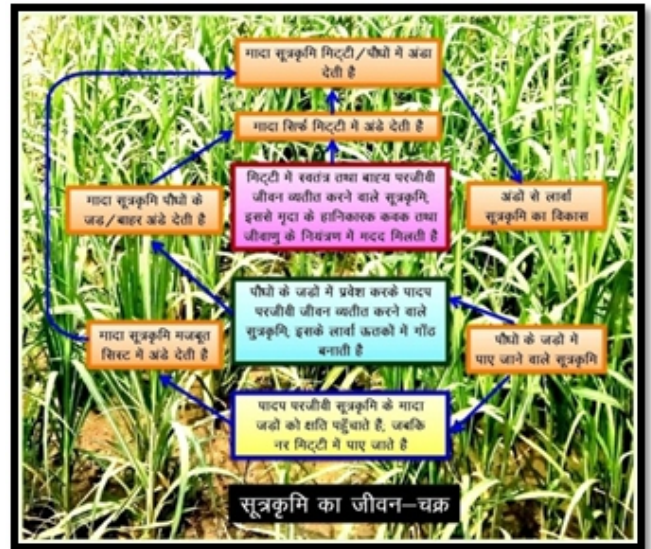 मादा सूत्रकृमि मिट्टी/पौधो में अंडा
देती है
मादा सिर्फ मिट्टी में अंडे देती है
मिट्टी में स्वतंत्र तथा बाह्य परजीवी
जीवन व्यतीत करने वाले सूत्रकृमि,
इससे मृदा के हानिकारक कवक तथा
जीवाणु के नियंत्रण में मदद मिलती है
मादा सूत्रकृमि पौधो के
जड/बाहर अंडे देती है
अंडों से लार्वा
सूत्रकृमि का विकास
पौधो के जड़ो में प्रवेश करके पादप
परजीवी जीवन व्यतीत करने वाले
सुत्रकृमि, इसके लार्वा ऊतको में गाँठ
बनाती है
मादा सूत्रकृमि मजबूत
सिस्ट में अंडे देती है
पौधो के जड़ो में
पाए जाने वाले सूत्रकृमि
पादप परजीवी सूत्रकृमि के मादा
जड़ो को क्षति पहुँचाते हैं, जबकि
नर मिट्टी में पाए जाते है
सूत्रकृमि का जीवन–चक्र